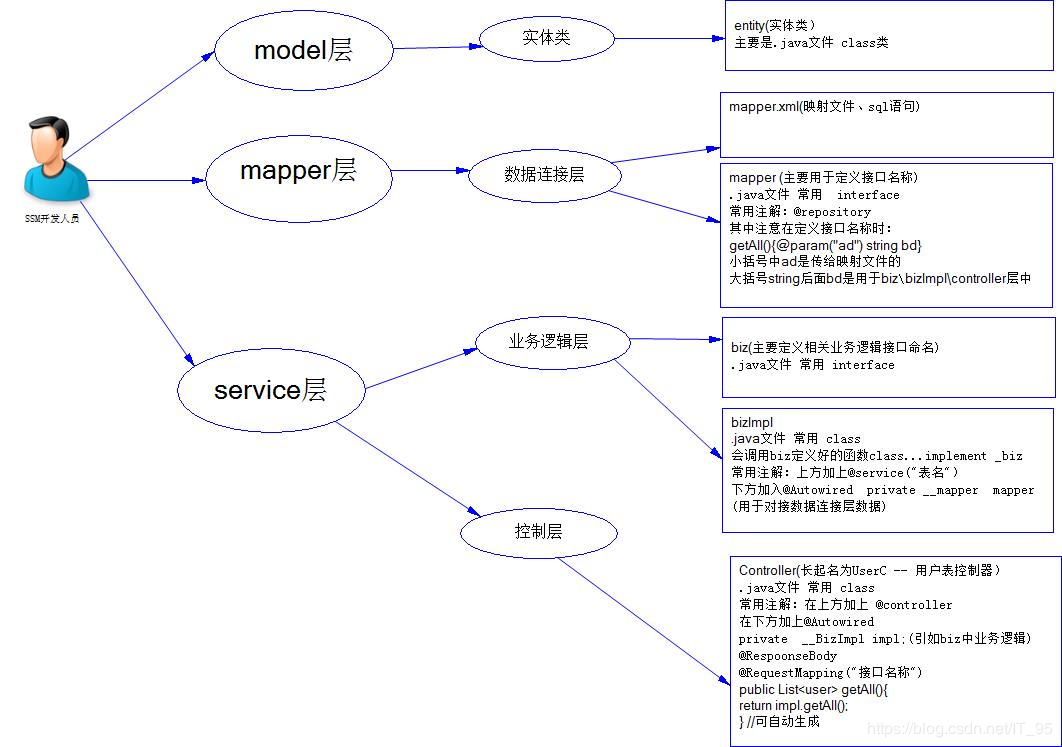 model层
实体类
entity(实体类）
主要是.java文件 class类
mapper层
数据连接层
mapper.xml(映射文件、sql语句)
mapper (主要用于定义接口名称)
.java文件 常用 interface
常用注解：@repository
其中注意在定义接口名称时：
getAll(){@param("ad") string bd}
小括号中ad是传给映射文件的
大括号string后面bd是用于biz\bizImpl\controller层中
SSM开发人员
service层
业务逻辑层
biz(主要定义相关业务逻辑接口命名)
.java文件 常用 interface
bizImpl
.java文件 常用 class
会调用biz定义好的函数class...implement _biz
常用注解：上方加上@service("表名")
下方加入@Autowired private __mapper mapper
(用于对接数据连接层数据)
控制层
Controller(长起名为UserC -- 用户表控制器）
.java文件 常用 class
常用注解：在上方加上 @controller
在下方加上@Autowired
private __BizImpl impl;(引如biz中业务逻辑)
@RespoonseBody
@RequestMapping("接口名称")
public List<user> getAll(){
return impl.getAll();
} //可自动生成
https://blog.csdn.net/IT_95